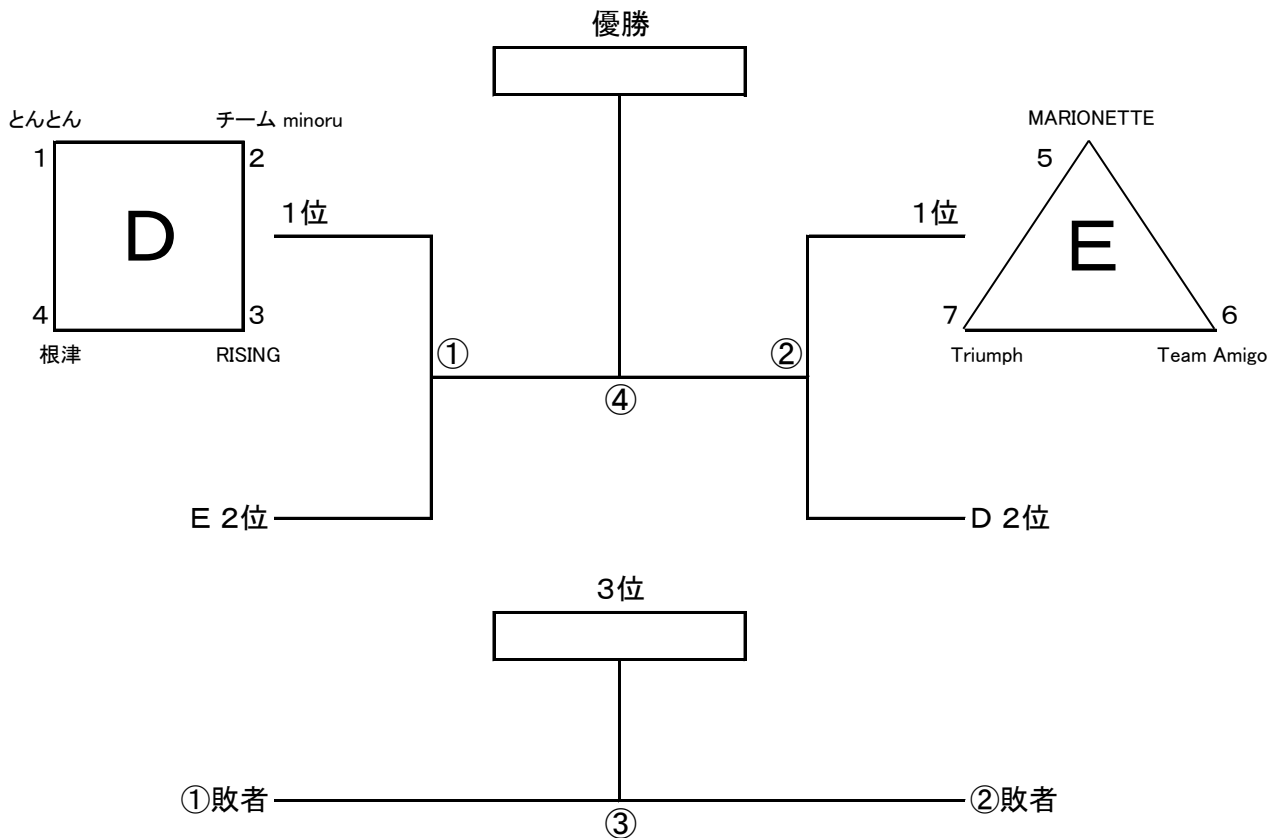 優勝
とんとん
チーム minoru
MARIONETTE
1
2
5
D
1位
1位
E
4
3
7
6
根津
RISING
①
②
Triumph
Team Amigo
④
E 2位
D 2位
3位
①敗者
②敗者
③